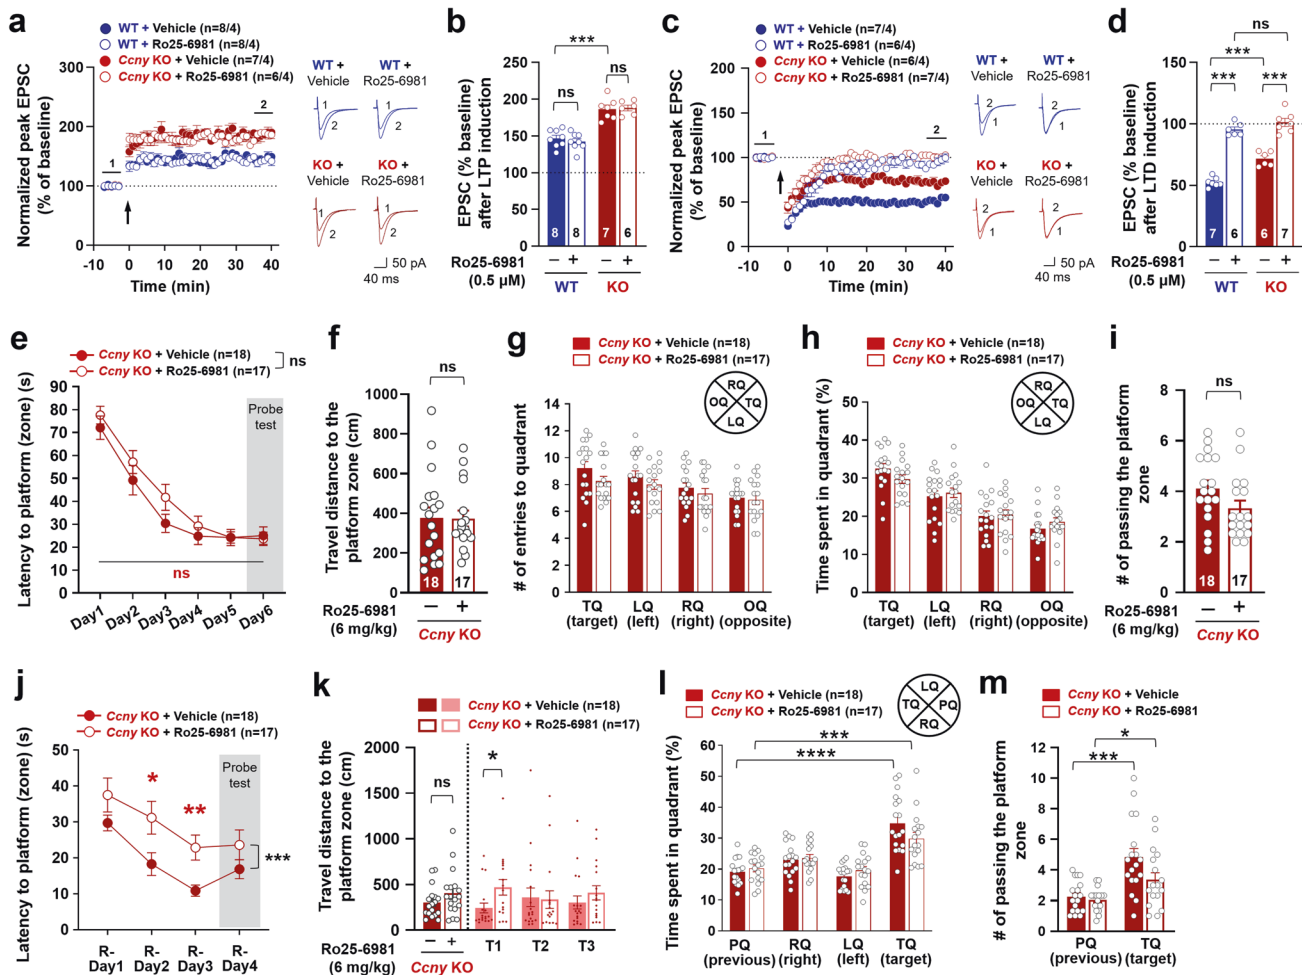 a
WT + Vehicle (n=8/4)
WT + Ro25-6981 (n=8/4)
Ccny KO + Vehicle (n=7/4)
Ccny KO + Ro25-6981 (n=6/4)
Normalized peak EPSC
(% of baseline)
300
200
100
0
1
2
-10 0 10 20 30 40
Time (min)
WT +
Vehicle
WT +
Ro25-6981
1
2
1
2
KO +
Vehicle
KO +
Ro25-6981
1
2
1
2
50 pA
40 ms
b
EPSC (% baseline)
after LTP induction
250
200
150
100
50
0
***
ns
ns
8 8 7 6
Ro25-6981
(0.5 µM)
– + – +
WT KO
c
WT + Vehicle (n=7/4)
WT + Ro25-6981 (n=6/4)
Ccny KO + Vehicle (n=6/4)
Ccny KO + Ro25-6981 (n=7/4)
Normalized peak EPSC
(% of baseline)
200
150
100
50
0
1
2
-10 0 10 20 30 40
Time (min)
WT +
Vehicle
WT +
Ro25-6981
2
1
2
1
KO +
Vehicle
KO +
Ro25-6981
2
1
2
1
50 pA
40 ms
d
EPSC (% baseline)
after LTD induction
150
100
50
0
ns
***
*** ***
7 6 6 7
Ro25-6981
(0.5 µM)
– + – +
WT KO
e
Ccny KO + Vehicle (n=18)
Ccny KO + Ro25-6981 (n=17)
ns
Latency to platform (zone) (s)
90
80
70
60
50
40
30
20
10
0
Probe
test
ns
Day1 Day2 Day3 Day4 Day5 Day6
f
Travel distance to the
platform zone (cm)
1000
800
600
400
200
0
ns
18 17
Ro25-6981
(6 mg/kg)
– +
Ccny KO
g
Ccny KO + Vehicle (n=18)
Ccny KO + Ro25-6981 (n=17)
RQ
OQ TQ
LQ
# of entries to quadrant
14
12
10
8
6
4
2
0
TQ LQ RQ OQ
(target) (left) (right) (opposite)
h
Ccny KO + Vehicle (n=18)
Ccny KO + Ro25-6981 (n=17)
RQ
OQ TQ
LQ
Time spent in quadrant (%)
50
40
30
20
10
0
TQ LQ RQ OQ
(target) (left) (right) (opposite)
i
# of passing the platform
zone
8
6
4
2
0
ns
18 17
Ro25-6981
(6 mg/kg)
– +
Ccny KO
j
Ccny KO + Vehicle (n=18)
Ccny KO + Ro25-6981 (n=17)
Latency to platform (zone) (s)
50
40
30
20
10
0
*
**
Probe
test
***
R- R- R- R-
Day1 Day2 Day3 Day4
k
Ccny KO + Vehicle (n=18)
Ccny KO + Ro25-6981 (n=17)
Travel distance to the
platform zone (cm)
2000
1500
1000
500
0
ns
*
T1 T2 T3
Ro25-6981
(6 mg/kg)
– +
Ccny KO
l
Ccny KO + Vehicle (n=18)
Ccny KO + Ro25-6981 (n=17)
LQ
TQ PQ
RQ
Time spent in quadrant (%)
60
50
40
30
20
10
0
***
****
PQ RQ LQ TQ
(previous) (right) (left) (target)
m
Ccny KO + Vehicle
Ccny KO + Ro25-6981
# of passing the platform
zone
12
10
8
6
4
2
0
*
***
PQ TQ
(previous) (target)